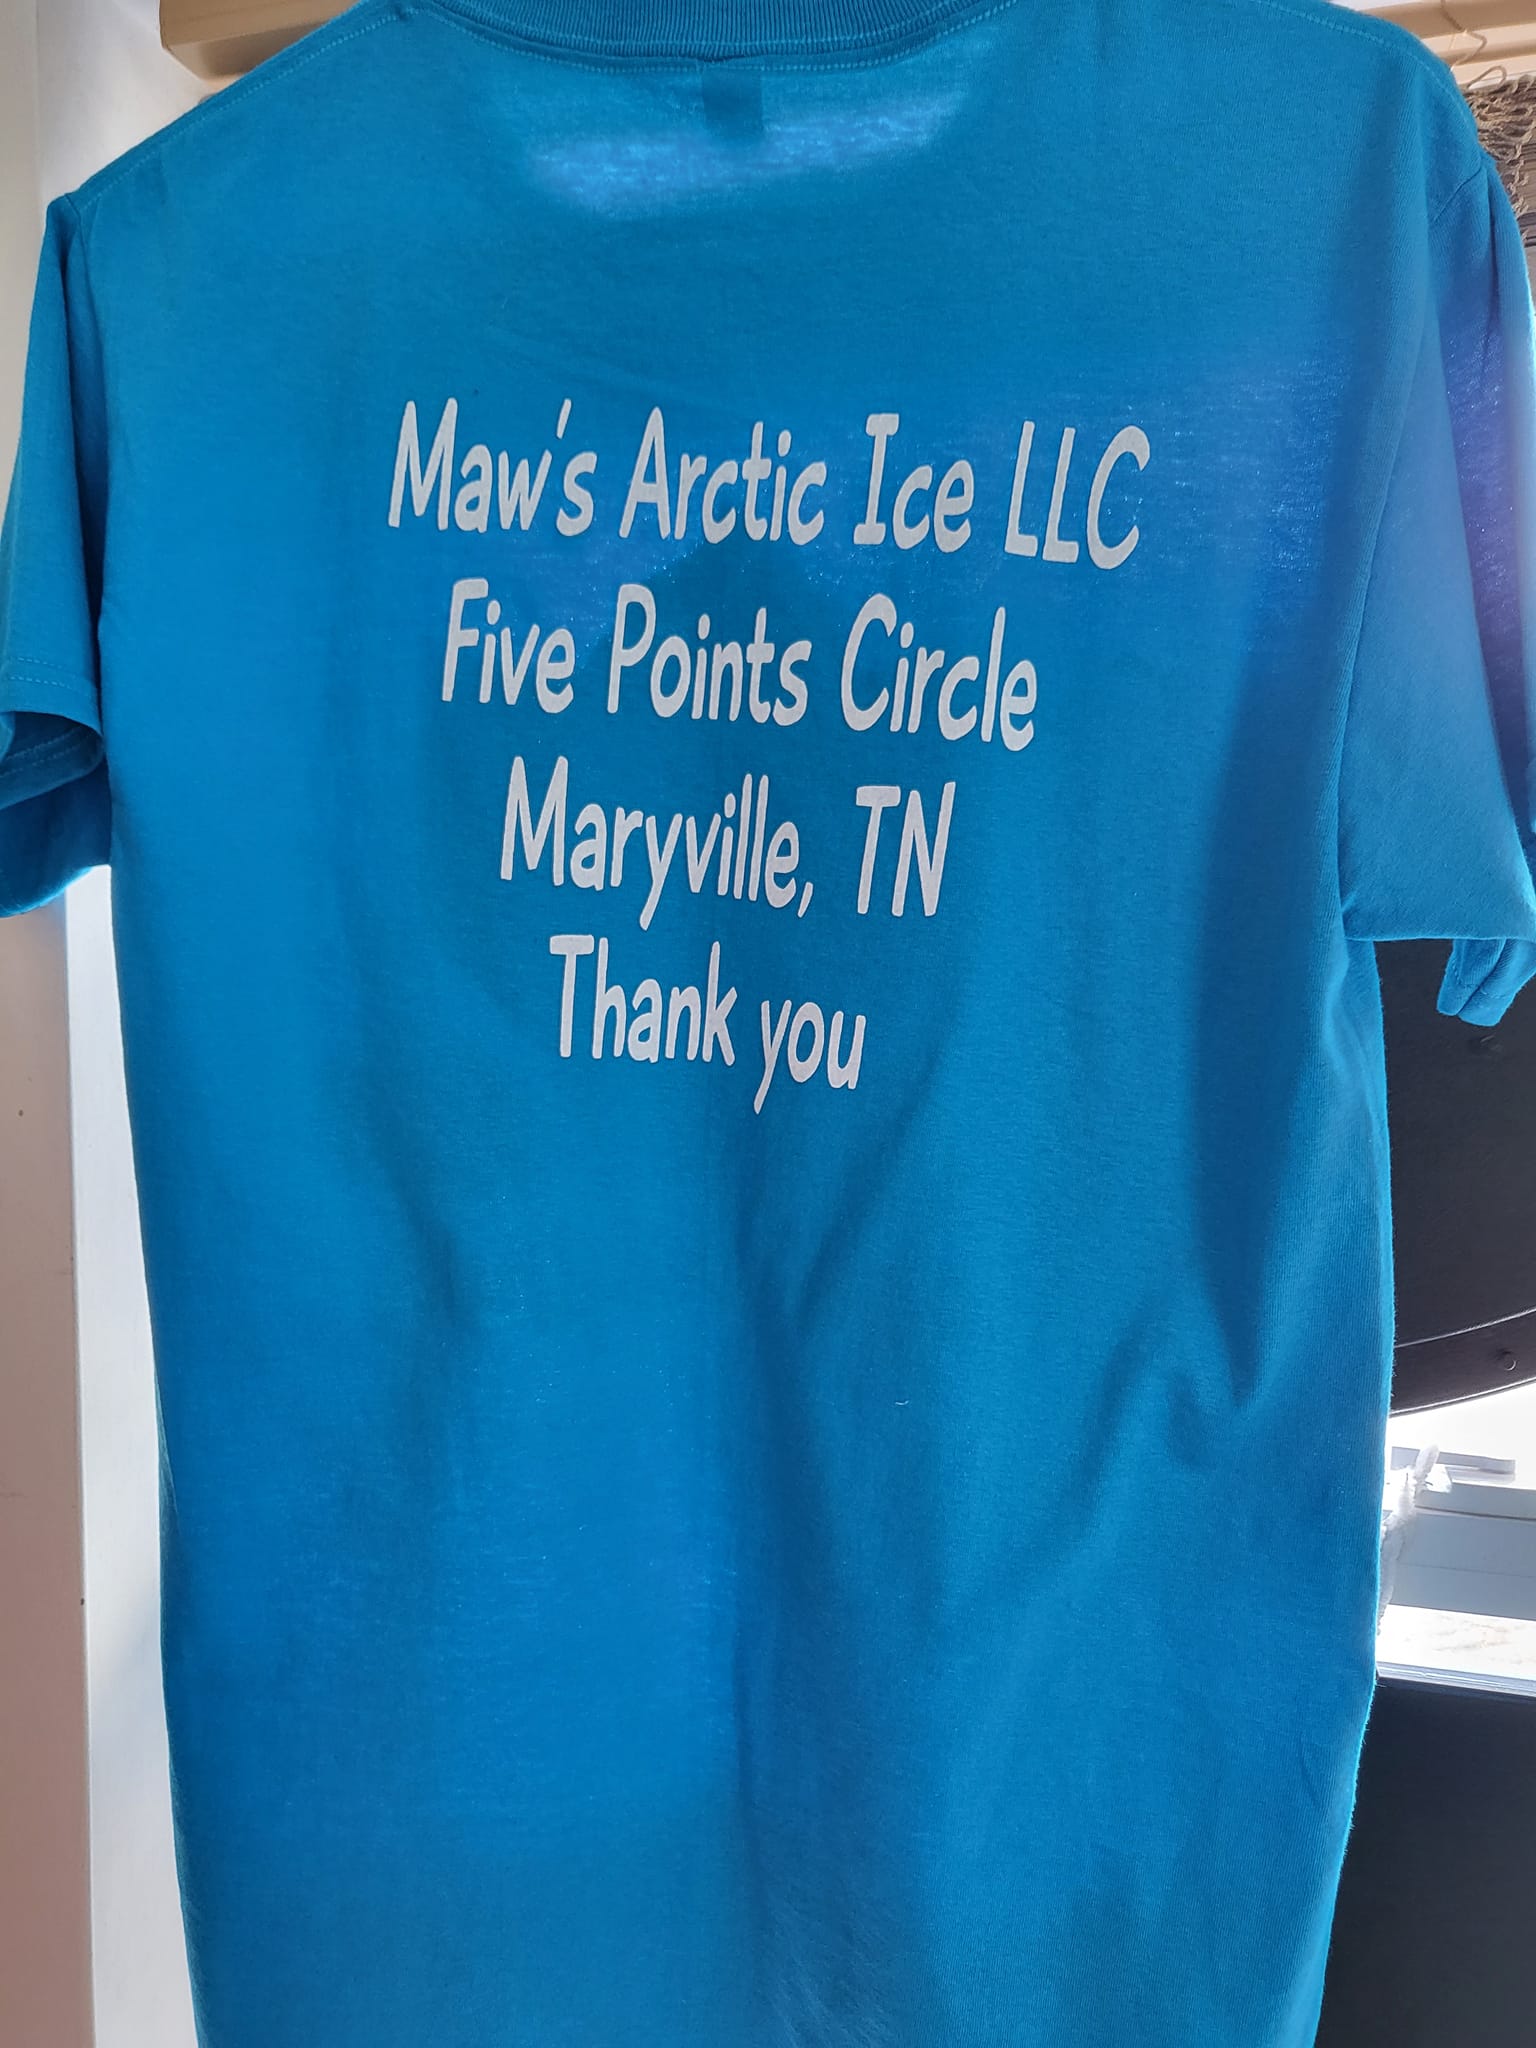 Maw's Arctic Ice LLC
Five Points Circle
Maryville, TN
Thank you